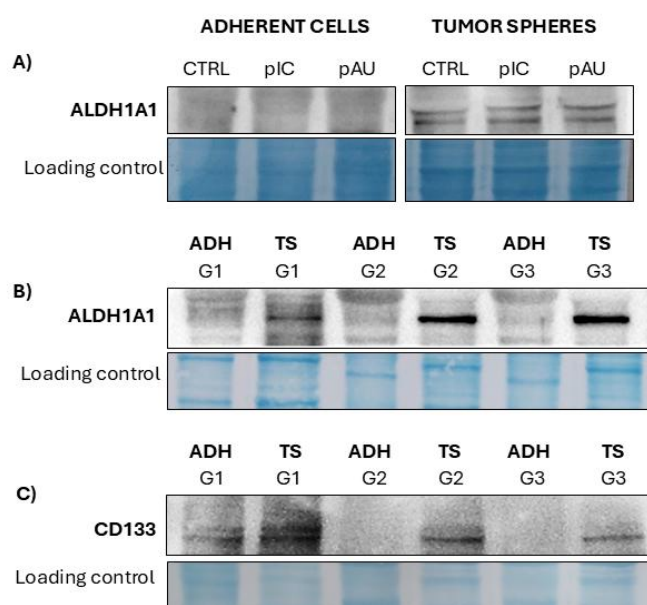 ADHERENT CELLS TUMOR SPHERES
A)
CTRL pIC pAU CTRL pIC pAU
ALDH1A1
Loading control
ADH TS ADH TS ADH TS
G1 G1 G2 G2 G3 G3
B)
ALDH1A1
Loading control
ADH TS ADH TS ADH TS
G1 G1 G2 G2 G3 G3
C)
CD133
Loading control